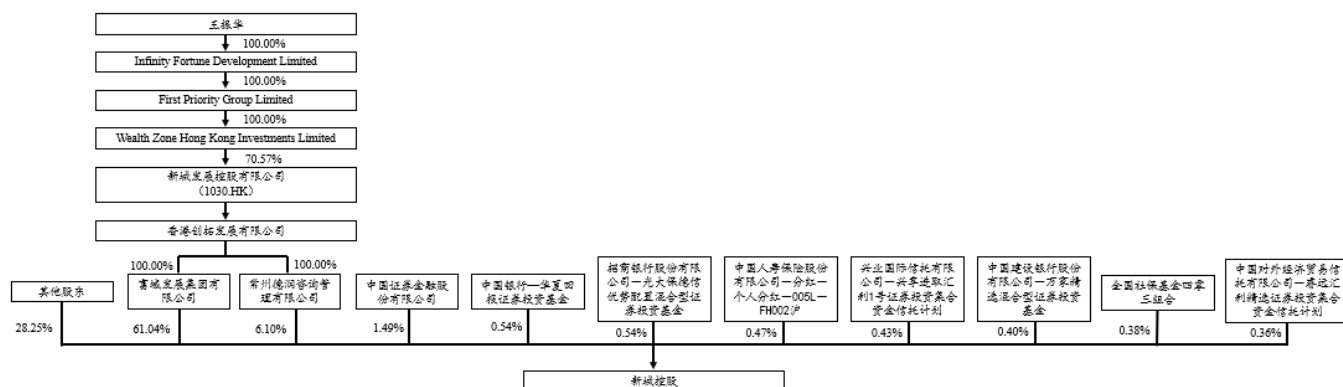 王振华
100.00%
Infinity Fortune Development Limited
100.00%
First Priority Group Limited
100.00%
Wealth Zone Hong Kong Investments Limited
70.57%
新城发展控股有限公司
（1030.HK）
香港创拓发展有限公司
100.00%
100.00%
其他股东
富域发展集团有
限公司
常州德润咨询管
理有限公司
中国证券金融股
份有限公司
中国银行—华夏回
报证券投资基金
招商银行股份有限
公司—光大保德信
优势配置混合型证
券投资基金
中国人寿保险股份
有限公司—分红—
个人分红—005L—
FH002沪
兴业国际信托有限
公司—兴享进取汇
利1号证券投资集合
资金信托计划
中国建设银行股份
有限公司—万家精
选混合型证券投资
基金
全国社保基金四零
三组合
中国对外经济贸易信
托有限公司—睿远汇
利精选证券投资集合
资金信托计划
28.25%
61.04%
6.10%
1.49%
0.54%
0.54%
0.47%
0.43%
0.40%
0.38%
0.36%
新城控股